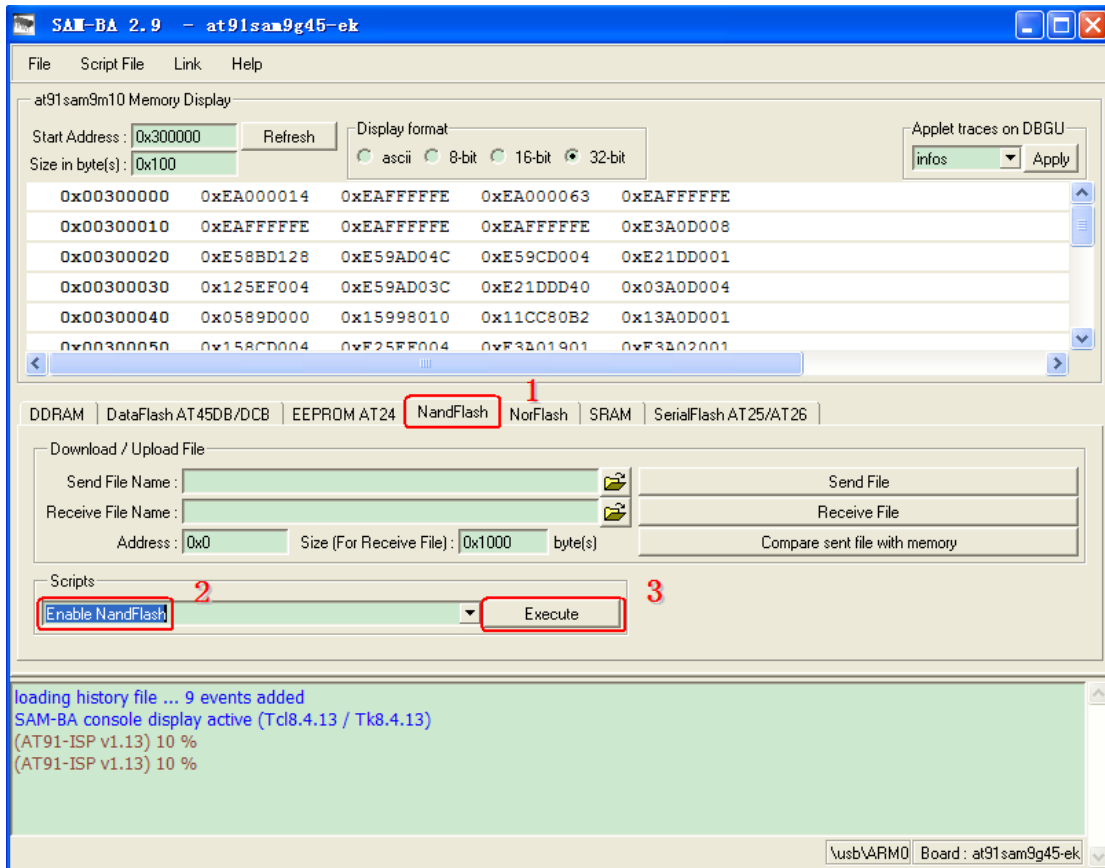 SAM-BA 2.9 - at91sam9g45-ek
File Script File Link Help
at91sam9m10 Memory Display
Start Address : 0x300000 Refresh
Size in byte(s) : 0x100
Display format
ascii 8-bit 16-bit 32-bit
Applet traces on DBGU
infos Apply
0x00300000 0xEA000014 0xEAFFFFFE 0xEA000063 0xEAFFFFFE
0x00300010 0xEAFFFFFE 0xEAFFFFFE 0xEAFFFFFE 0xE3A0D008
0x00300020 0xE58BD128 0xE59AD04C 0xE59CD004 0xE21DD001
0x00300030 0x125EF004 0xE59AD03C 0xE21DDD40 0x03A0D004
0x00300040 0x0589D000 0x15998010 0x11CC80B2 0x13A0D001
0x00300050 0x158CD004 0xE25EF004 0xE3A01901 0xE3A02001
1
DDRAM DataFlash AT45DB/DCB EEPROM AT24 NandFlash NorFlash SRAM SerialFlash AT25/AT26
Download / Upload File
Send File Name : Send File
Receive File Name : Receive File
Address : 0x0 Size (For Receive File) : 0x1000 byte(s) Compare sent file with memory
Scripts
2
3
Enable NandFlash Execute
loading history file ... 9 events added
SAM-BA console display active (Tcl8.4.13 / Tk8.4.13)
(AT91-ISP v1.13) 10 %
(AT91-ISP v1.13) 10 %
\usb\ARM0 Board : at91sam9g45-ek